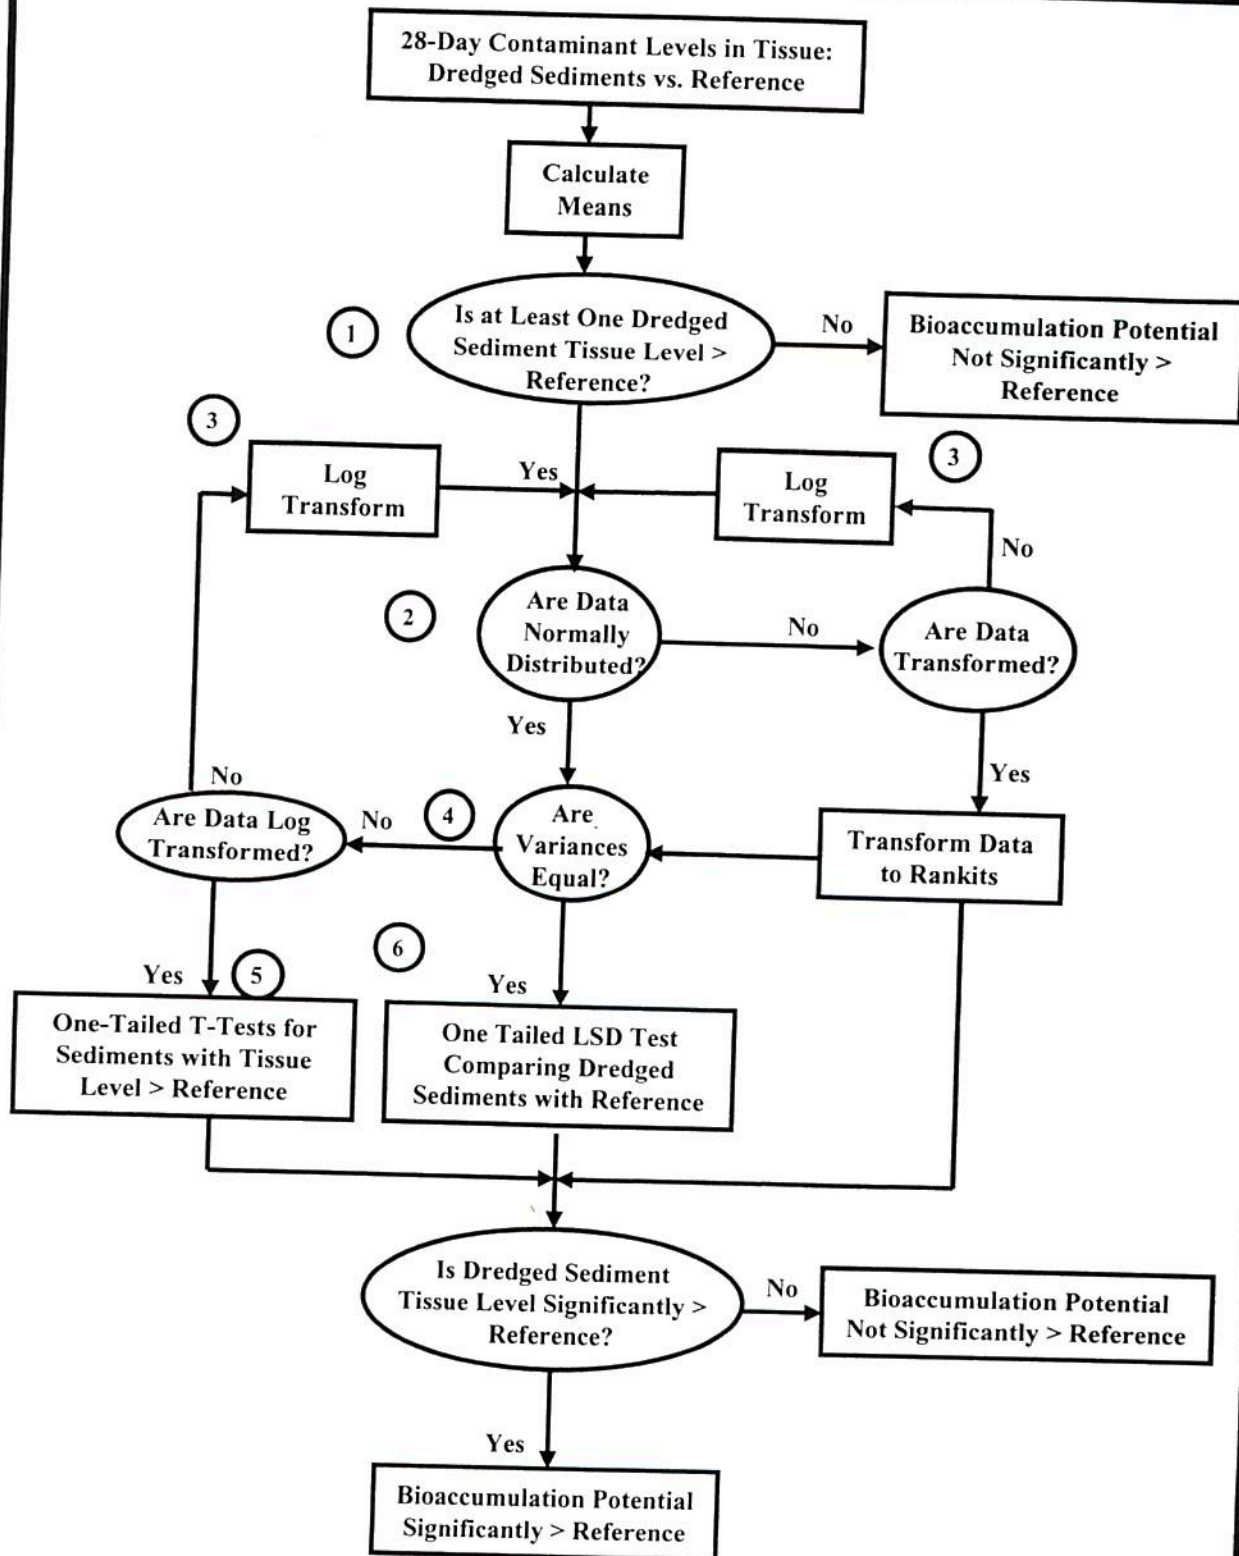 28-Day Contaminant Levels in Tissue:
Dredged Sediments vs. Reference
Calculate
Means
1
Is at Least One Dredged
Sediment Tissue Level >
Reference?
No
Bioaccumulation Potential
Not Significantly >
Reference
3
Log
Transform
Yes
Log
Transform
3
No
2
Are Data
Normally
Distributed?
No
Are Data
Transformed?
Yes
Yes
No
Are Data Log
Transformed?
No
4
Are
Variances
Equal?
Transform Data
to Rankits
Yes
5
6
Yes
One-Tailed T-Tests for
Sediments with Tissue
Level > Reference
One Tailed LSD Test
Comparing Dredged
Sediments with Reference
Is Dredged Sediment
Tissue Level Significantly >
Reference?
No
Bioaccumulation Potential
Not Significantly > Reference
Yes
Bioaccumulation Potential
Significantly > Reference